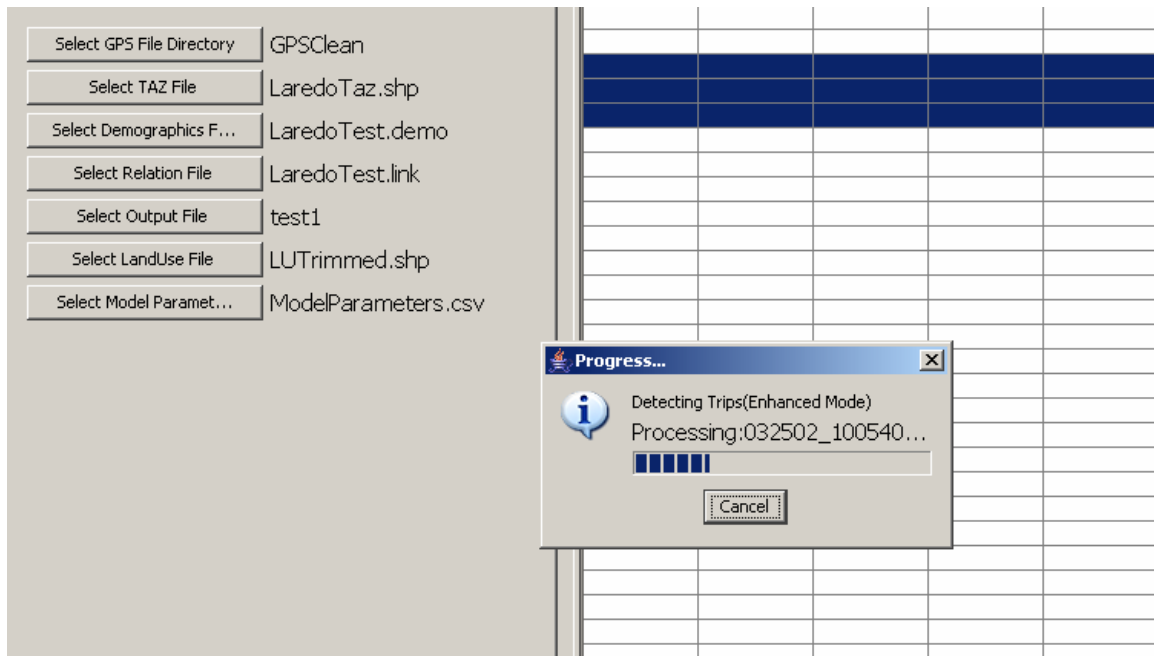 Select GPS File Directory GPSClean
Select TAZ File LaredoTaz.shp
Select Demographics F... LaredoTest.demo
Select Relation File LaredoTest.link
Select Output File test1
Select LandUse File LUTrimmed.shp
Select Model Paramet... ModelParameters.csv
Progress...
Detecting Trips(Enhanced Mode)
Processing:032502_100540...
Cancel